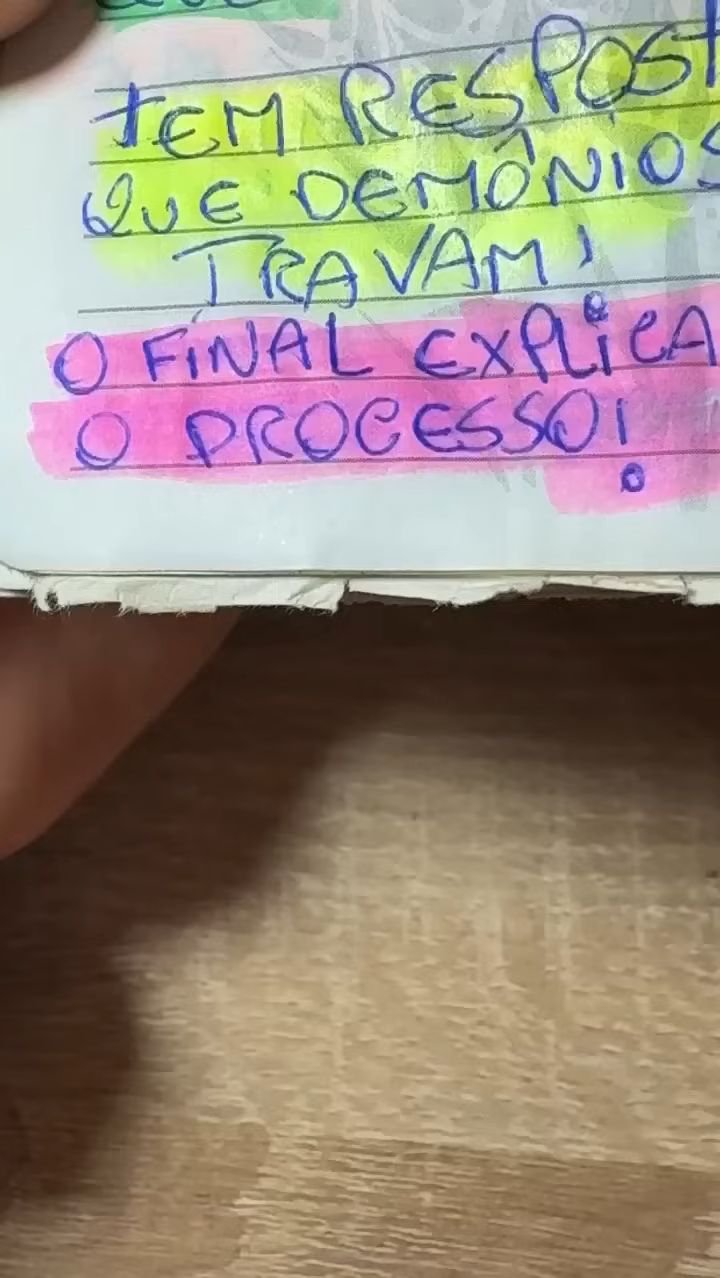 TEM RESPOST
QUE DEMÔNIOS
TRAVAM!
O FINAL EXPLICA
O PROCESSO!